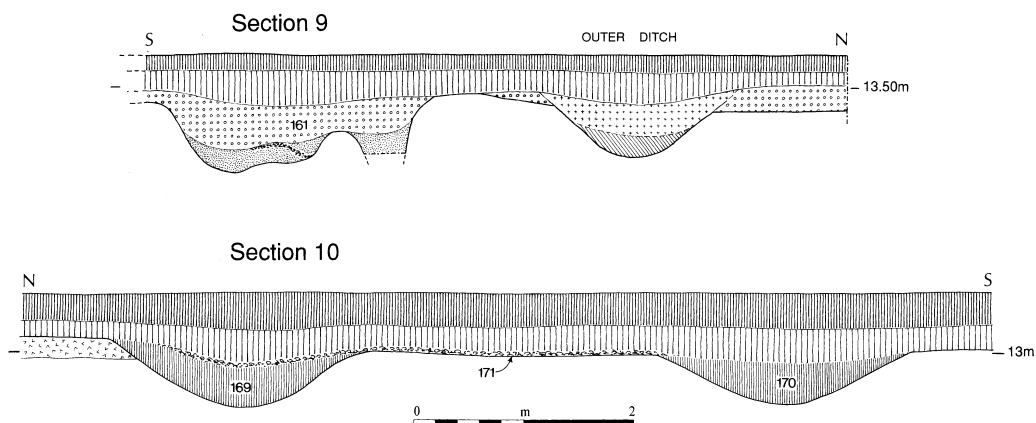 Section 9
S OUTER DITCH N
13.50m
161
Section 10
N S
13m
171
169 170
0 m 2